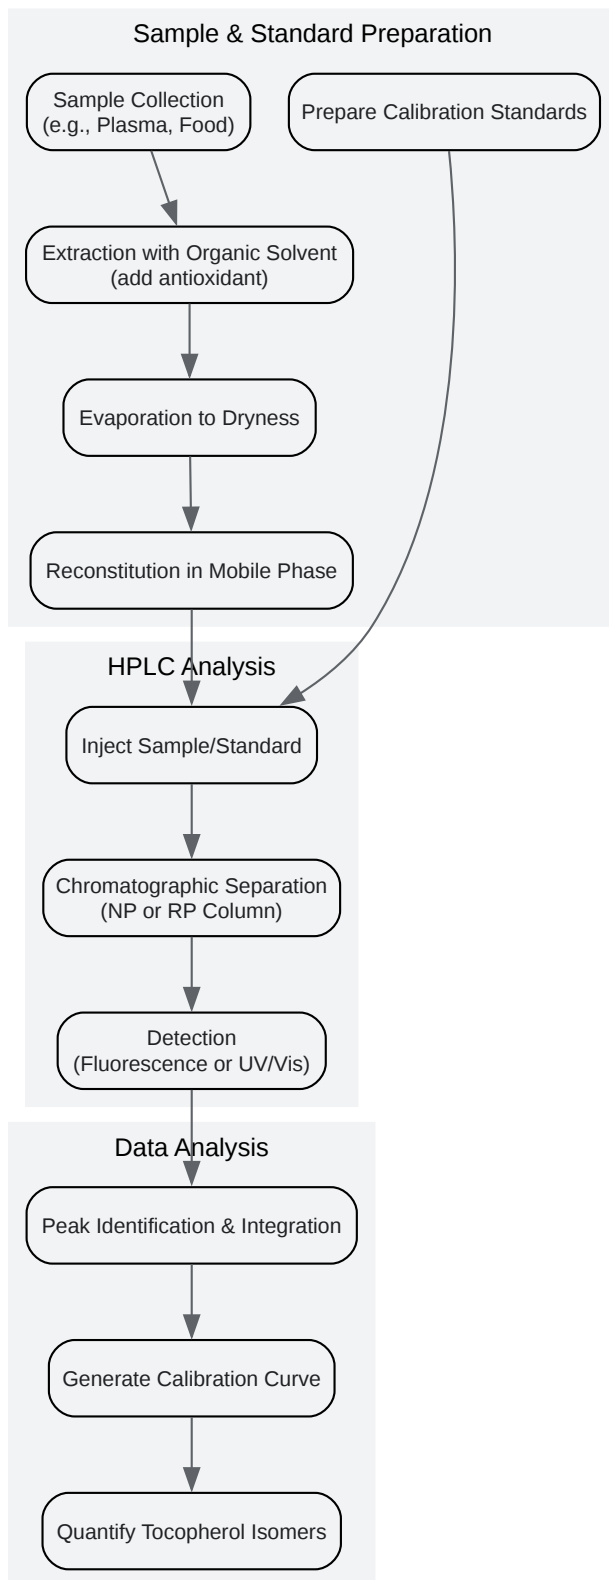 Sample & Standard Preparation
Sample Collection
(e.g., Plasma, Food)
Prepare Calibration Standards
Extraction with Organic Solvent
(add antioxidant)
Evaporation to Dryness
Reconstitution in Mobile Phase
HPLC Analysis
Inject Sample/Standard
Chromatographic Separation
(NP or RP Column)
Detection
(Fluorescence or UV/Vis)
Data Analysis
Peak Identification & Integration
Generate Calibration Curve
Quantify Tocopherol Isomers